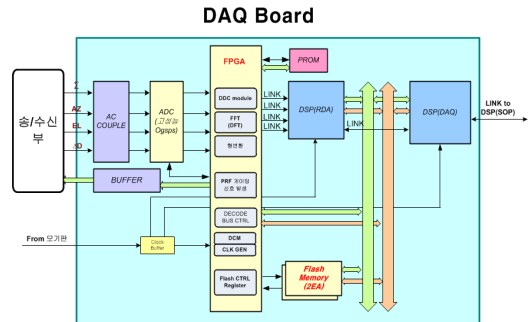 DAQ Board
송/수신
부
Σ
AZ
EL
AC
COUPLE
ADC
(고성능
Ogsps)
BUFFER
FPGA
DDC module
FFT
(DFT)
형변환
PRF 게이팅
신호 발생
DECODE
BUS CTRL
DCM
CLK GEN
Flash CTRL
Register
PROM
LINK
LINK
LINK
LINK
DSP(RDA)
LINK
DSP(DAQ)
LINK to
DSP(SOP)
From 모기판
Clock
Buffer
Flash
Memory
(2EA)